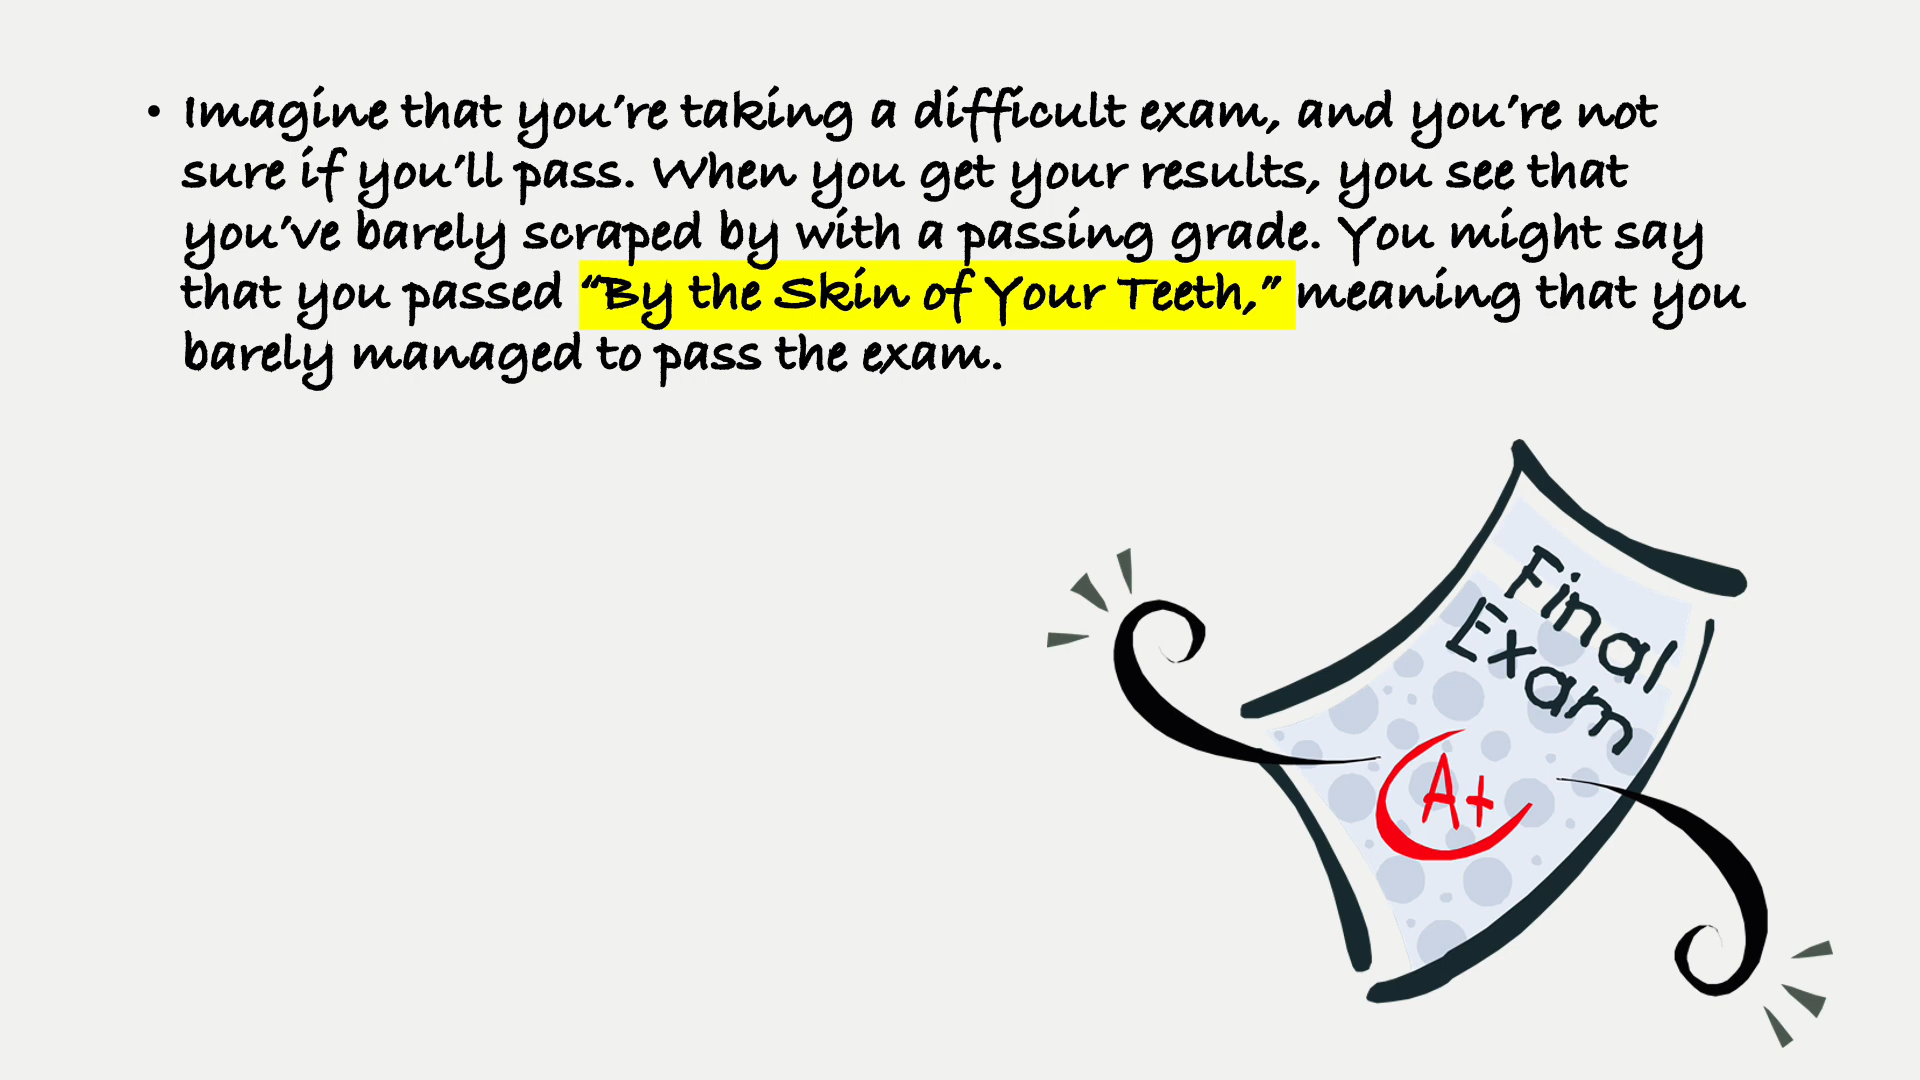 • Imagine that you’re taking a difficult exam, and you’re not
sure if you’ll pass. When you get your results, you see that
you’ve barely scraped by with a passing grade. You might say
that you passed “By the Skin of Your Teeth,” meaning that you
barely managed to pass the exam.
Final
Exam
A+